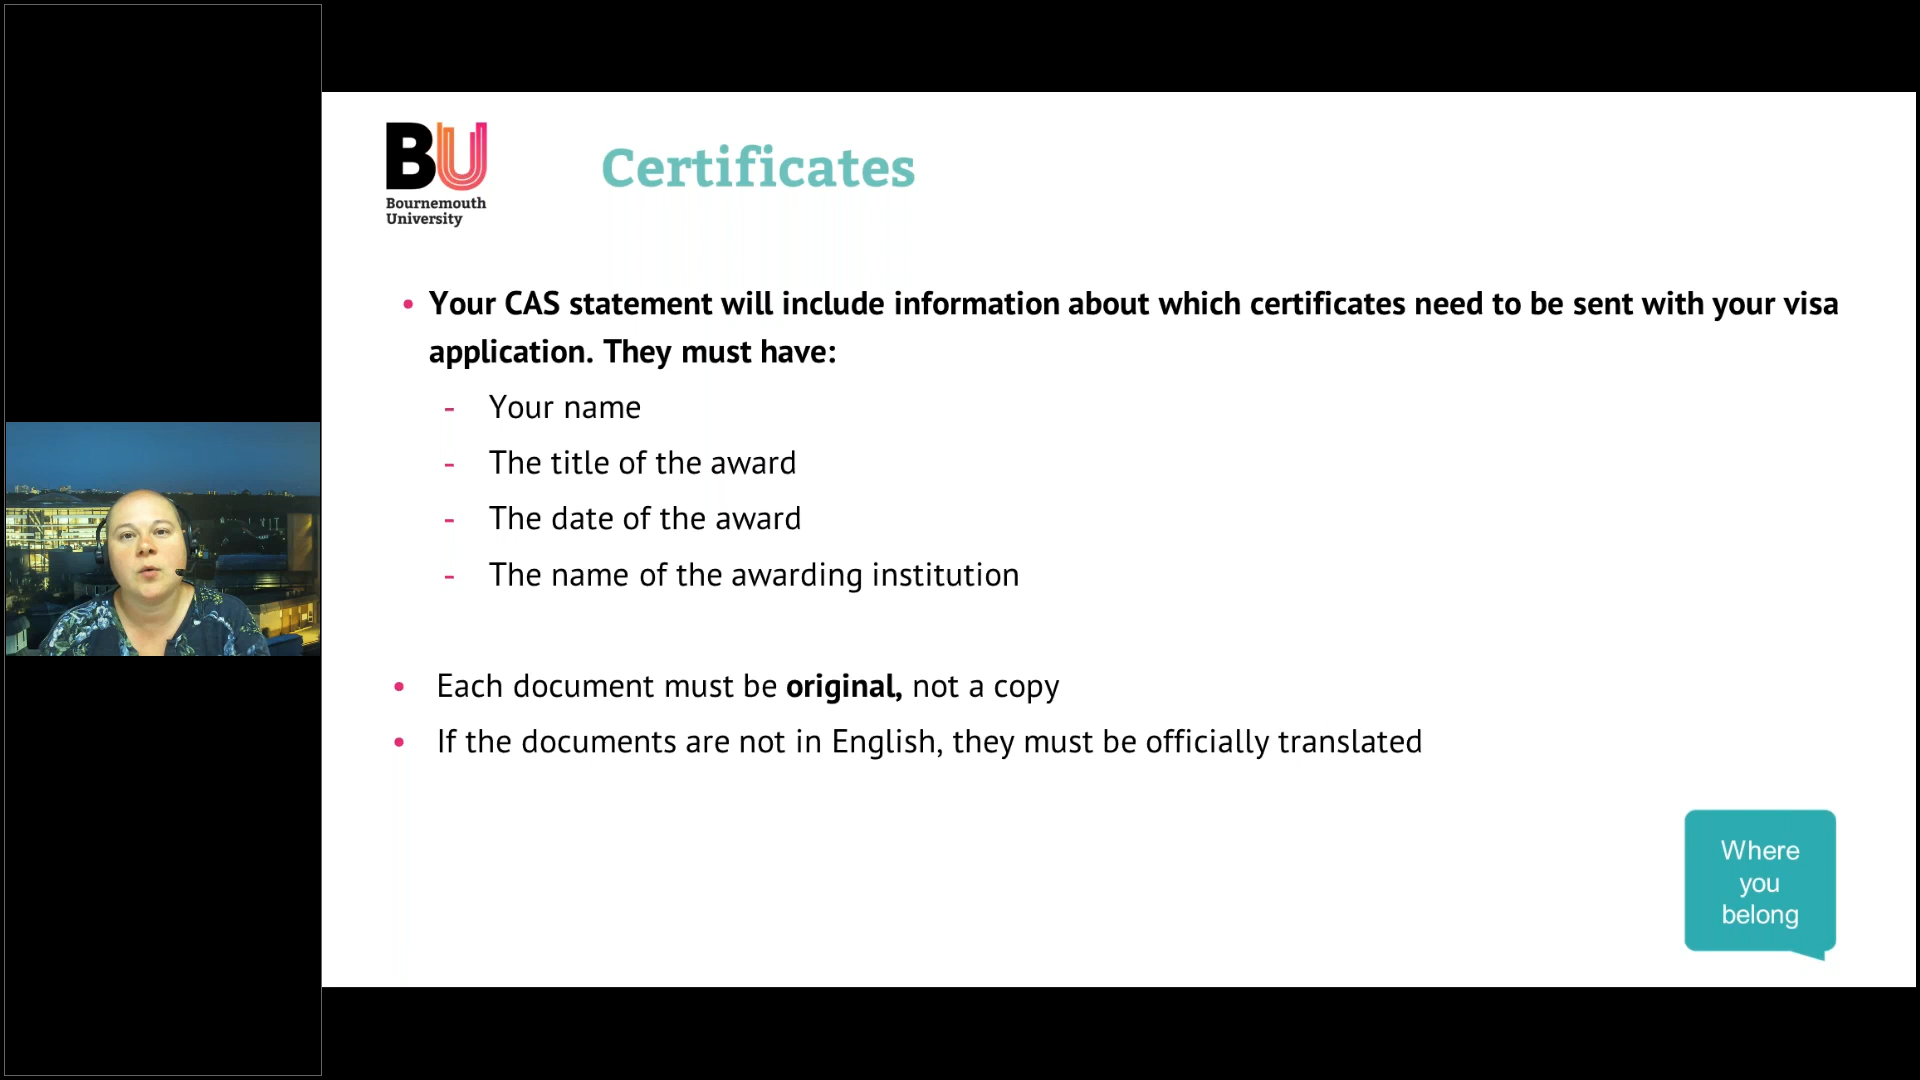 BU
Bournemouth
University
Certificates
• Your CAS statement will include information about which certificates need to be sent with your visa
application. They must have:
- Your name
- The title of the award
- The date of the award
- The name of the awarding institution
• Each document must be original, not a copy
• If the documents are not in English, they must be officially translated
Where
you
belong